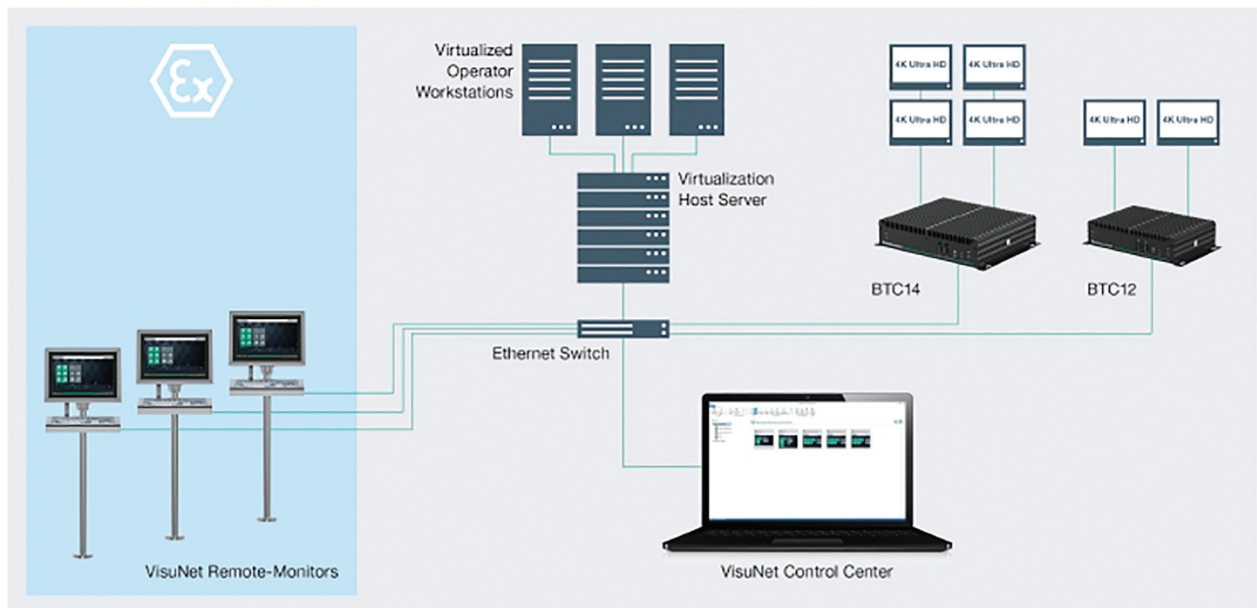 Ex
Virtualized
Operator
Workstations
4K Ultra HD
4K Ultra HD
4K Ultra HD
4K Ultra HD
4K Ultra HD
4K Ultra HD
Virtualization
Host Server
BTC14
BTC12
Ethernet Switch
VisuNet Remote-Monitors
VisuNet Control Center